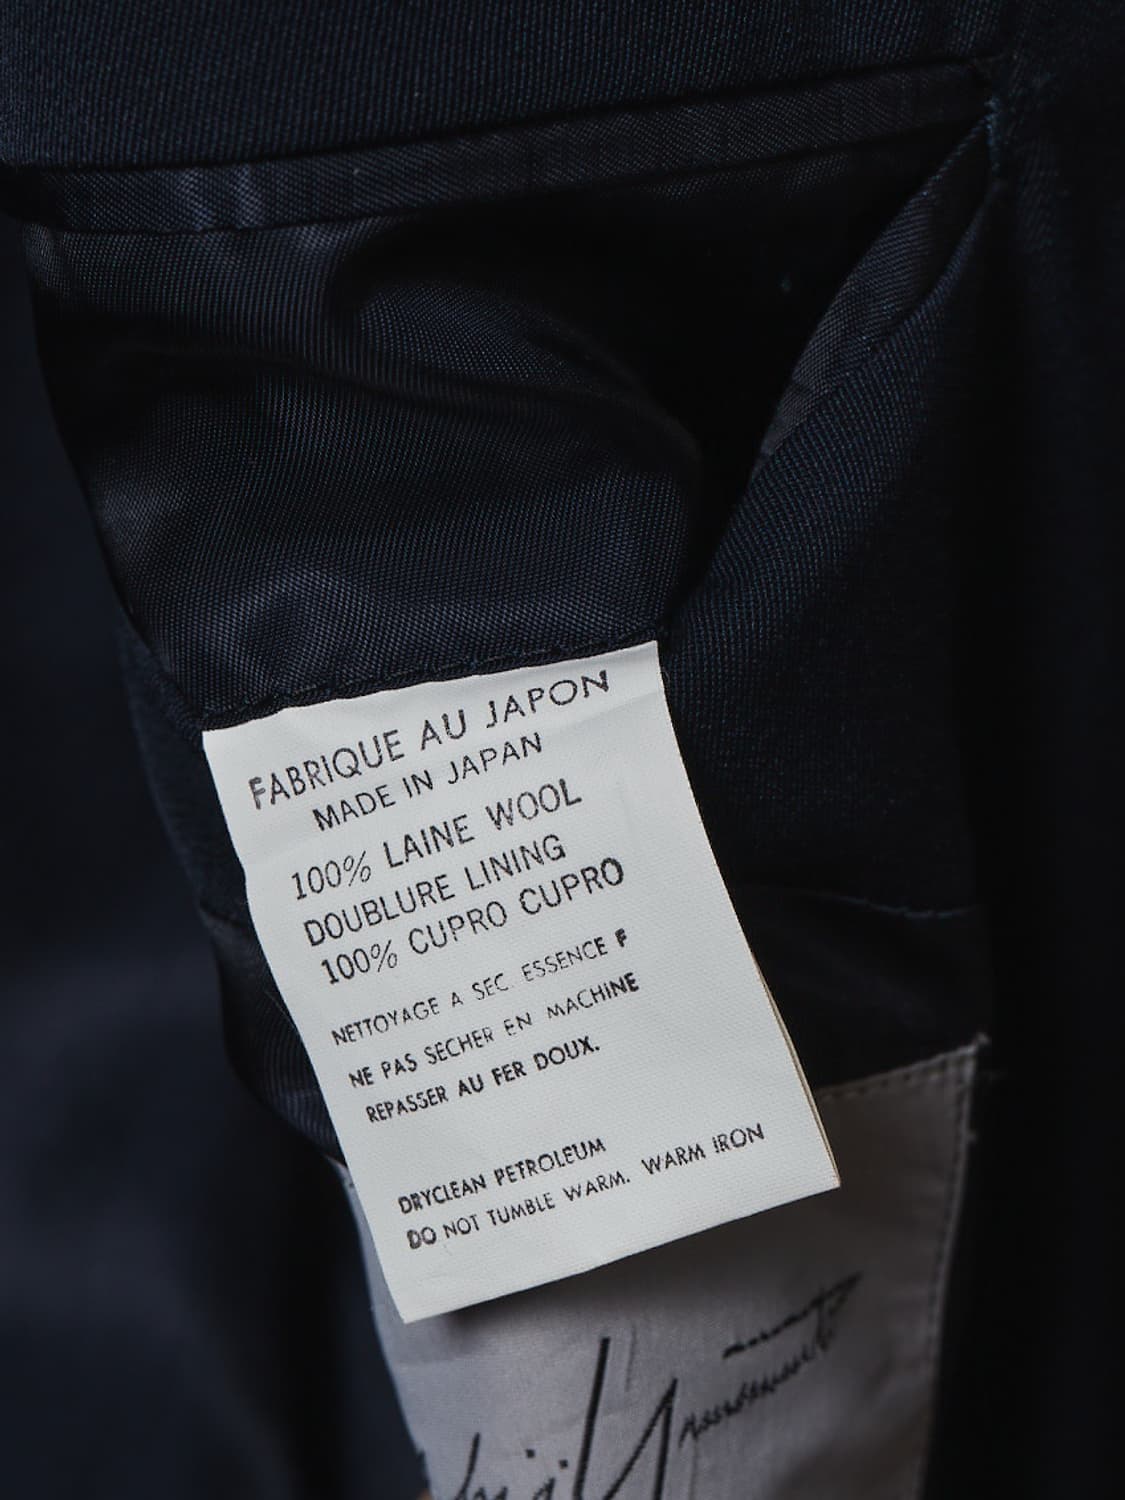 FABRIQUE AU JAPON
MADE IN JAPAN
100% LAINE WOOL
DOUBLURE LINING
100% CUPRO CUPRO
NETTOYAGE A SEC ESSENCE F
NE PAS SECHER EN MACHINE
REPASSER AU FER DOUX.
DRYCLEAN PETROLEUM
DO NOT TUMBLE WARM. WARM IRON